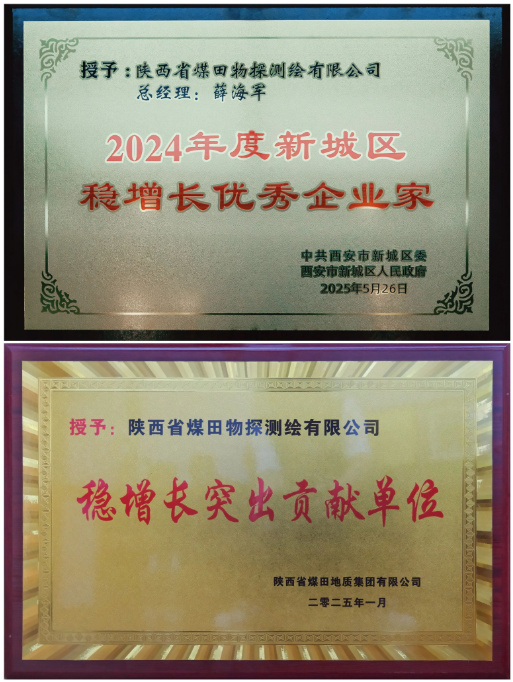 授予：陕西省煤田物探测绘有限公司
总经理：薛海军
2024年度新城区
稳增长优秀企业家
中共西安市新城区委
西安市新城区人民政府
2025年5月26日
授予：陕西省煤田物探测绘有限公司
稳增长突出贡献单位
陕西省煤田地质集团有限公司
二零二五年一月